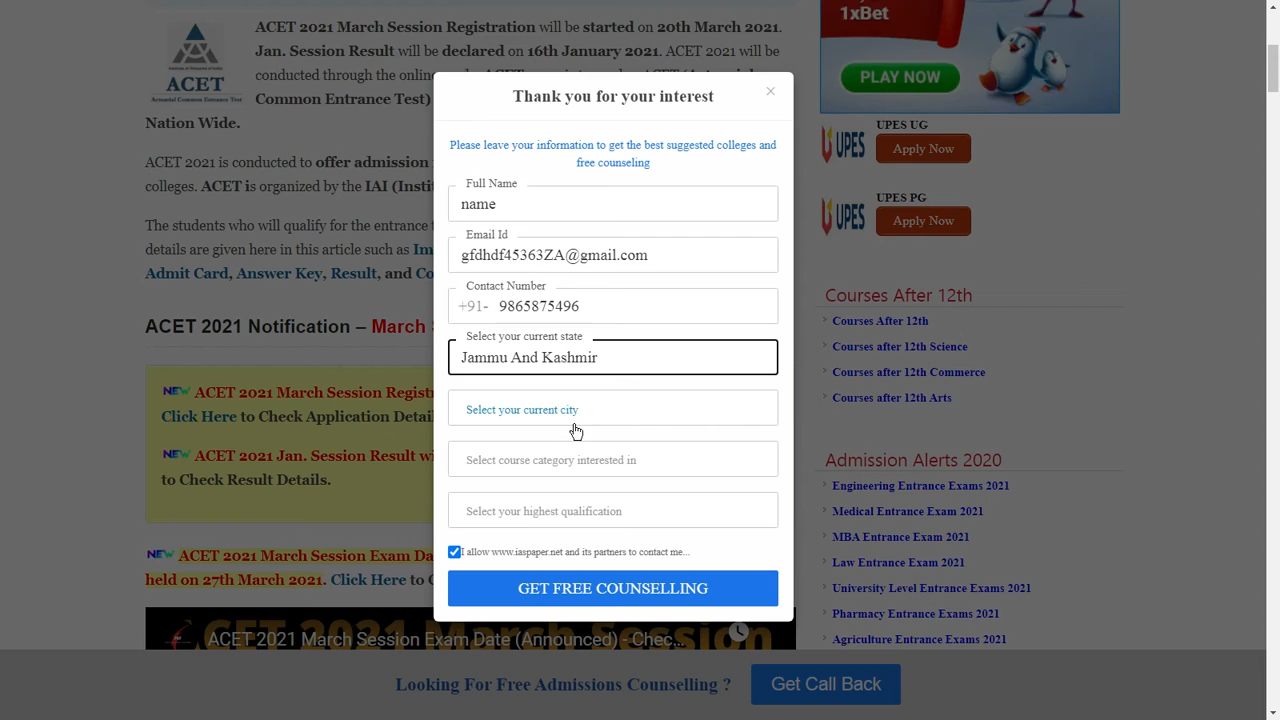 ACET 2021 March Session Registration will be started on 20th March 2021.
Jan. Session Result will be declared on 16th January 2021. ACET 2021 will be
conducted through the online
Common Entrance Test)
Nation Wide.
ACET
ACET 2021 is conducted to offer admission
colleges. ACET is organized by the IAI (Insti
The students who will qualify for the entrance
details are given here in this article such as
Admit Card, Answer Key, Result, and
ACET 2021 Notification – March
NEW ACET 2021 March Session
Click Here to Check Application
NEW ACET 2021 Jan. Session Result
to Check Result Details.
NEW ACET 2021 March Session Exam
held on 27th March 2021. Click Here to
ACET 2021 March Session Exam Date (Announced) - Chec...
Thank you for your interest
×
Please leave your information to get the best suggested colleges and
free counseling
Full Name
name
Email Id
gfdhdf45363ZA@gmail.com
Contact Number
+91- 9865875496
Select your current state
Jammu And Kashmir
Select your current city
Select course category interested in
Select your highest qualification
I allow www.iaspaper.net and its partners to contact me...
GET FREE COUNSELLING
1xBet
PLAY NOW
UPES UG
UPES
Apply Now
UPES PG
UPES
Apply Now
Courses After 12th
Courses After 12th
Courses after 12th Science
Courses after 12th Commerce
Courses after 12th Arts
Admission Alerts 2020
Engineering Entrance Exams 2021
Medical Entrance Exam 2021
MBA Entrance Exam 2021
Law Entrance Exam 2021
University Level Entrance Exams 2021
Pharmacy Entrance Exams 2021
Agriculture Entrance Exams 2021
Looking For Free Admissions Counselling ?
Get Call Back